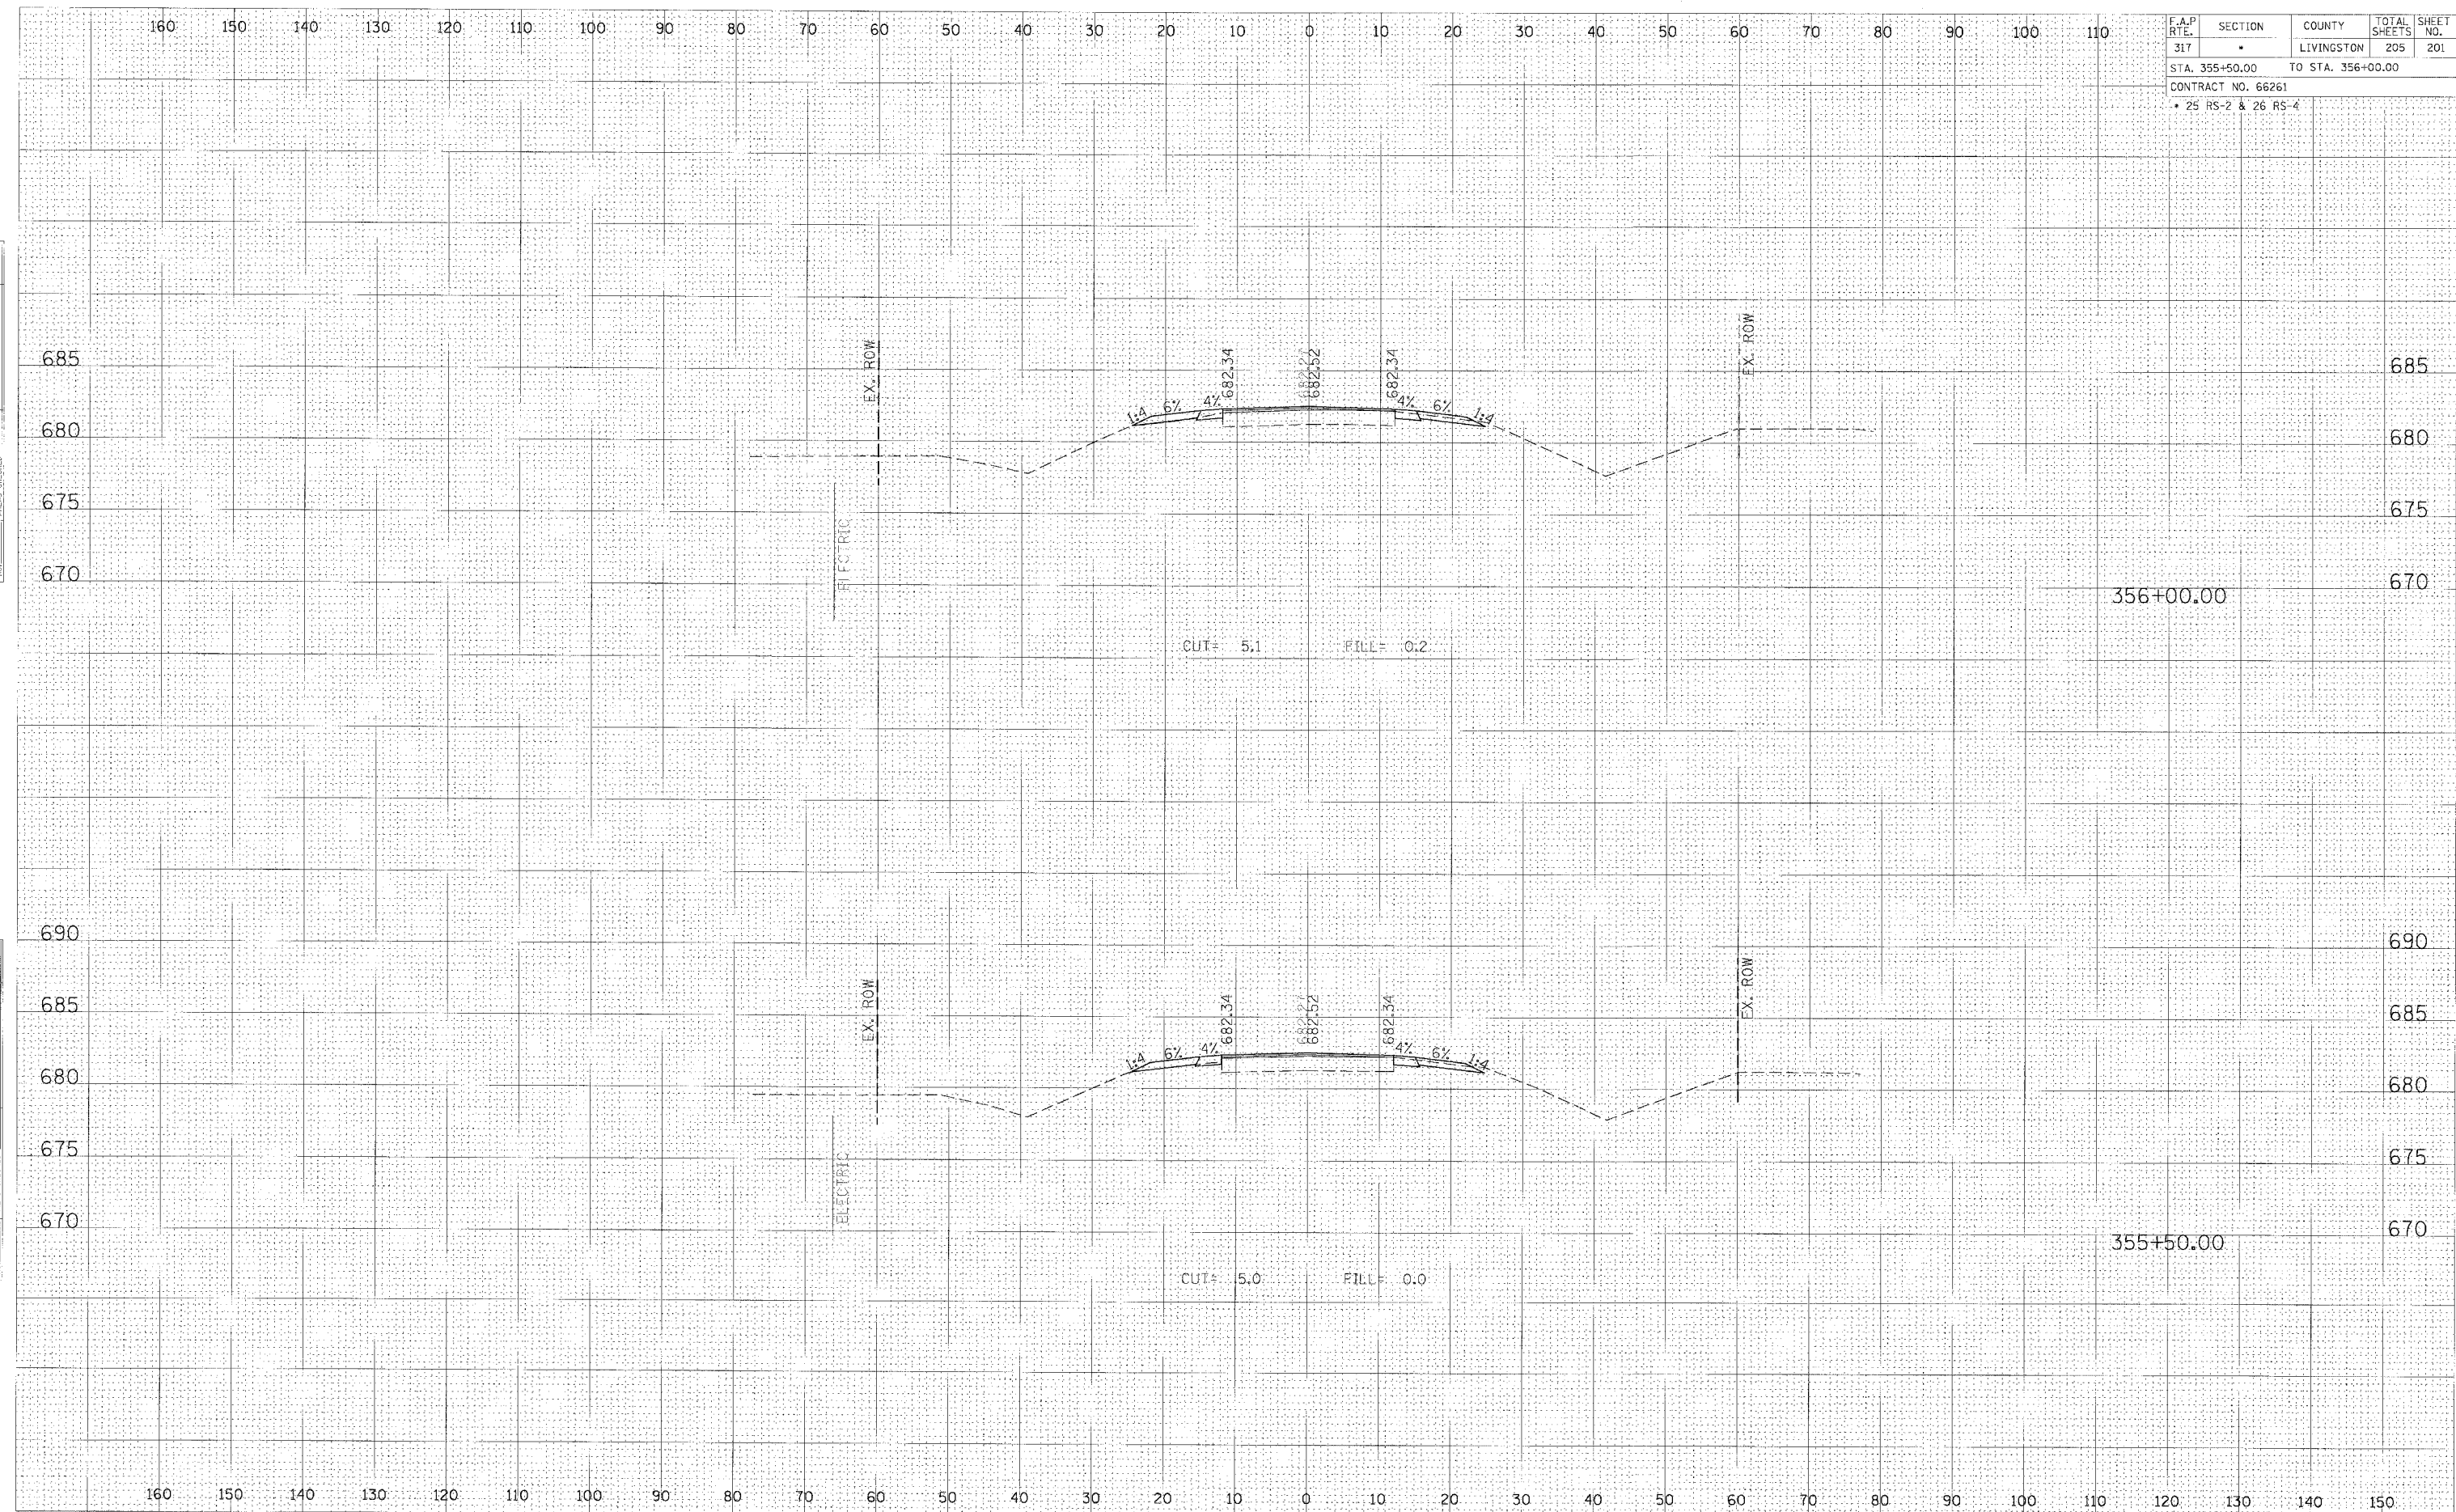 160 150 140 130 120 110 100 90 80 70 60 50 40 30 20 10 0 10 20 30 40 50 60 70 80 90 100 110
F.A.P RTE. SECTION COUNTY TOTAL SHEETS SHEET NO.
317 * LIVINGSTON 205 201
STA. 355+50.00 TO STA. 356+00.00
CONTRACT NO. 66261
* 25 RS-2 & 26 RS-4
EX. ROW
682.34
682.52
682.34
EX. ROW
685 685
1:4 6% 4% 4% 6% 1:4
680 680
675 675
ELECTRIC
670 670
356+00.00
CUT= 5.1 FILL= 0.2
690 690
EX. ROW
682.34
682.52
682.34
EX. ROW
685 685
1:4 6% 4% 4% 6% 1:4
680 680
675 675
ELECTRIC
670 670
355+50.00
CUT= 5.0 FILL= 0.0
160 150 140 130 120 110 100 90 80 70 60 50 40 30 20 10 0 10 20 30 40 50 60 70 80 90 100 110 120 130 140 150